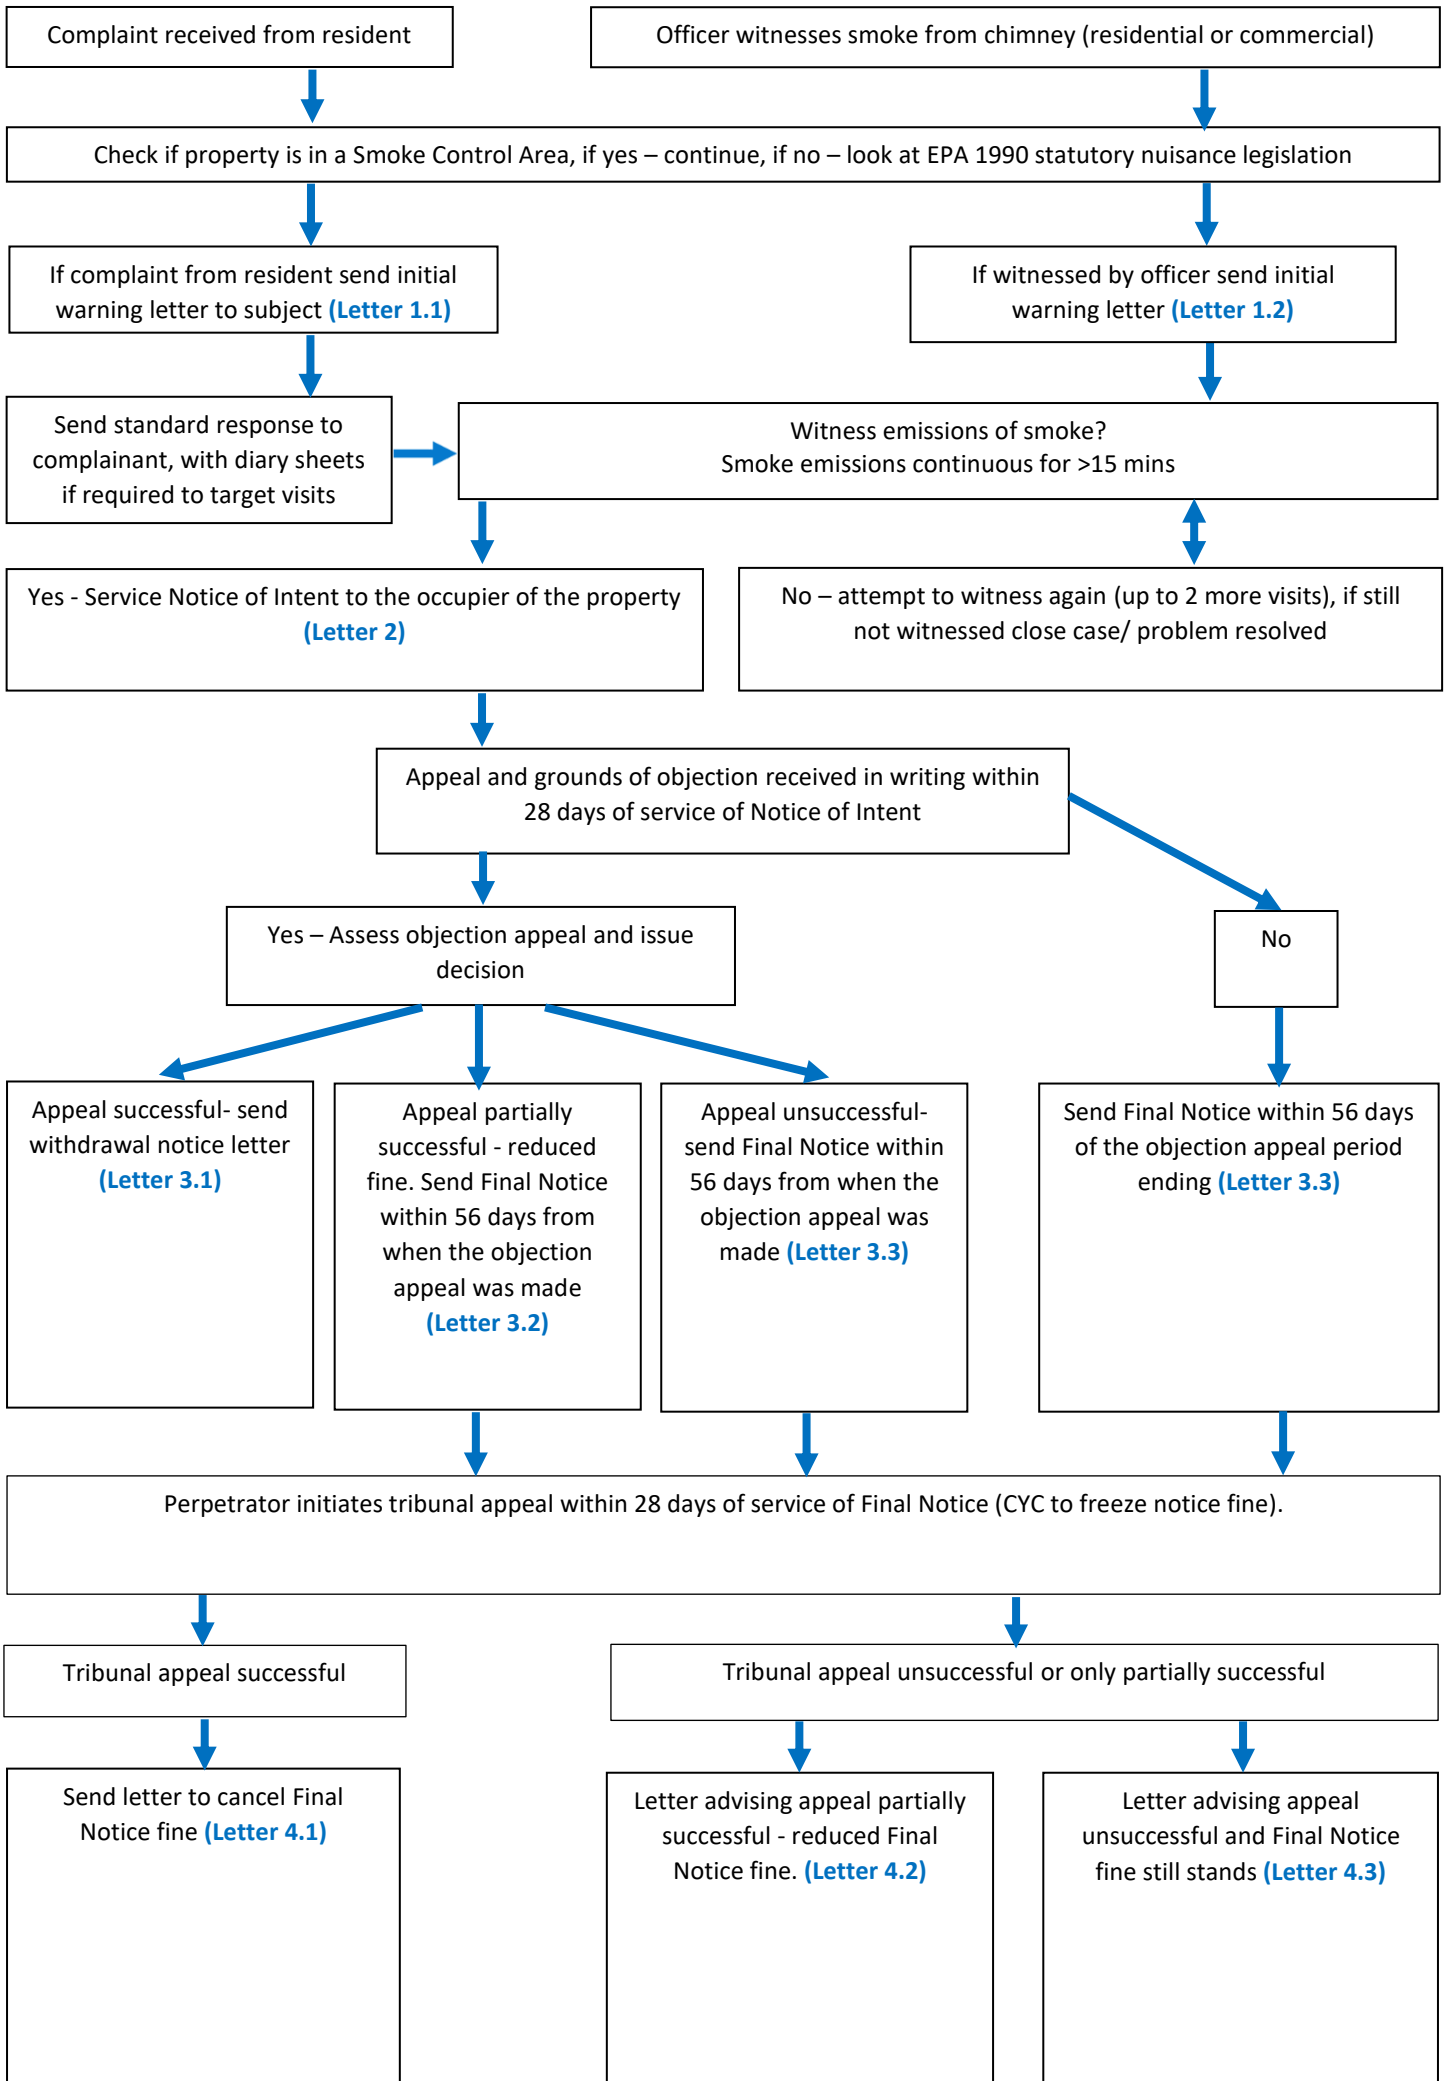 Complaint received from resident
Officer witnesses smoke from chimney (residential or commercial)
Check if property is in a Smoke Control Area, if yes – continue, if no – look at EPA 1990 statutory nuisance legislation
If complaint from resident send initial
warning letter to subject (Letter 1.1)
If witnessed by officer send initial
warning letter (Letter 1.2)
Send standard response to
complainant, with diary sheets
if required to target visits
Witness emissions of smoke?
Smoke emissions continuous for >15 mins
Yes - Service Notice of Intent to the occupier of the property
(Letter 2)
No – attempt to witness again (up to 2 more visits), if still
not witnessed close case/ problem resolved
Appeal and grounds of objection received in writing within
28 days of service of Notice of Intent
Yes – Assess objection appeal and issue
decision
No
Appeal successful- send
withdrawal notice letter
(Letter 3.1)
Appeal partially
successful - reduced
fine. Send Final Notice
within 56 days from
when the objection
appeal was made
(Letter 3.2)
Appeal unsuccessful-
send Final Notice within
56 days from when the
objection appeal was
made (Letter 3.3)
Send Final Notice within 56 days
of the objection appeal period
ending (Letter 3.3)
Perpetrator initiates tribunal appeal within 28 days of service of Final Notice (CYC to freeze notice fine).
Tribunal appeal successful
Tribunal appeal unsuccessful or only partially successful
Send letter to cancel Final
Notice fine (Letter 4.1)
Letter advising appeal partially
successful - reduced Final
Notice fine. (Letter 4.2)
Letter advising appeal
unsuccessful and Final Notice
fine still stands (Letter 4.3)